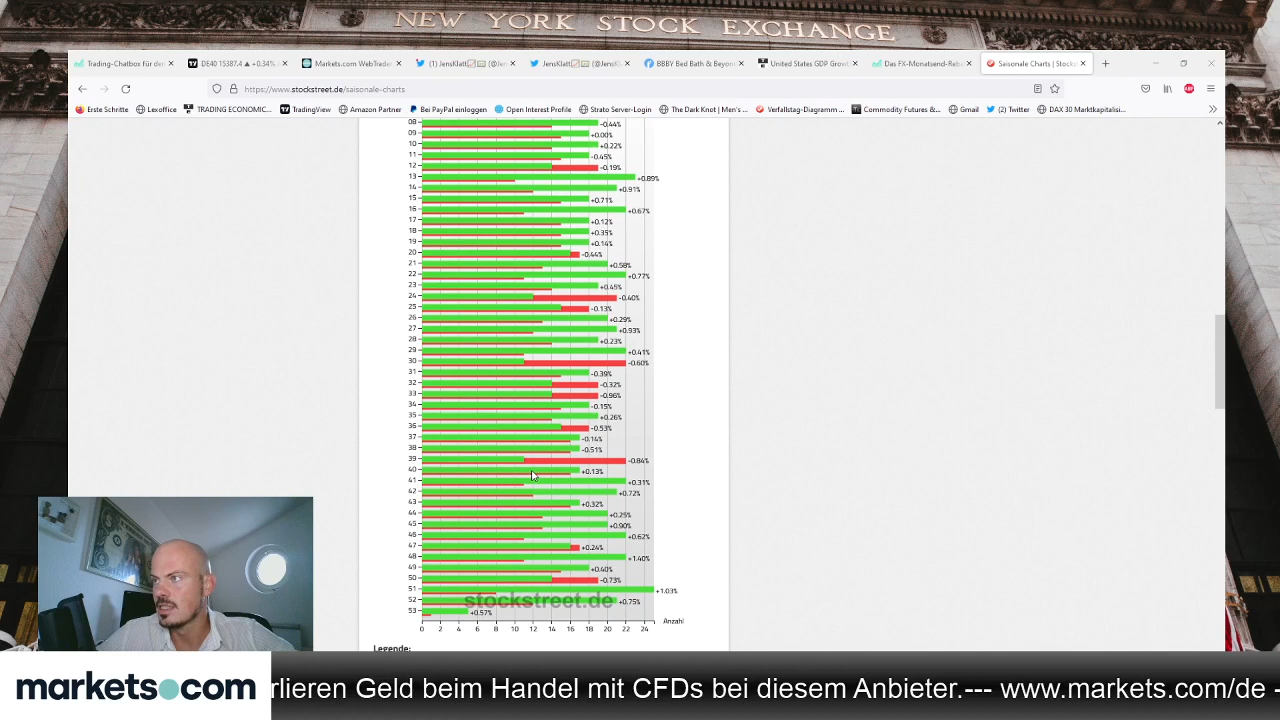 NEW YORK STOCK EXCHANGE
Trading-Chatbox für den
DE40 15387.4 ▲ +0.34%
Markets.com WebTrader
(1) JensKlatt
JensKlatt
BBBY Bed Bath & Beyon
United States GDP Growt
Das FX-Monatsend-Reb
Saisonale Charts | Stocks
https://www.stockstreet.de/saisonale-charts
Erste Schritte
Lexoffice
TRADING ECONOMIC...
TradingView
Amazon Partner
Bei PayPal einloggen
Open Interest Profile
Strato Server-Login
The Dark Knot | Men's ...
Verfallstag-Diagramm ...
Commodity Futures &...
Gmail
(2) Twitter
DAX 30 Marktkapitalisi...
08 -0.44%
09 +0.00%
10 +0.22%
11 -0.45%
12 -0.19%
13 +0.89%
14 +0.91%
15 +0.71%
16 +0.67%
17 +0.12%
18 +0.35%
19 +0.14%
20 -0.44%
21 +0.58%
22 +0.77%
23 +0.45%
24 -0.40%
25 -0.13%
26 +0.29%
27 +0.93%
28 +0.23%
29 +0.41%
30 -0.60%
31 -0.39%
32 -0.32%
33 -0.96%
34 -0.15%
35 +0.26%
36 -0.53%
37 -0.14%
38 -0.51%
39 -0.84%
40 +0.13%
41 +0.31%
42 +0.72%
43 +0.32%
44 +0.25%
45 +0.90%
46 +0.62%
47 +0.24%
48 +1.40%
49 +0.40%
50 -0.73%
51 +1.03%
52 +0.75%
53 +0.57%
stockstreet.de
Anzahl
0 2 4 6 8 10 12 14 16 18 20 22 24
Legende:
markets.com
rlieren Geld beim Handel mit CFDs bei diesem Anbieter.--- www.markets.com/de -